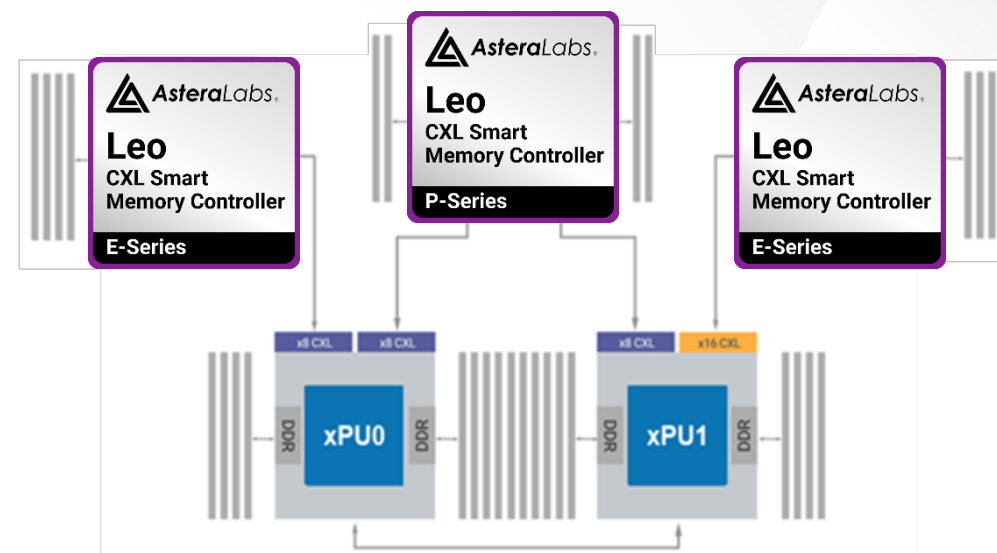 AsteraLabs®
Leo
CXL Smart
Memory Controller
E-Series
AsteraLabs®
Leo
CXL Smart
Memory Controller
P-Series
AsteraLabs®
Leo
CXL Smart
Memory Controller
E-Series
x8 CXL
x8 CXL
DDR
xPU0
DDR
x8 CXL
x16 CXL
DDR
xPU1
DDR